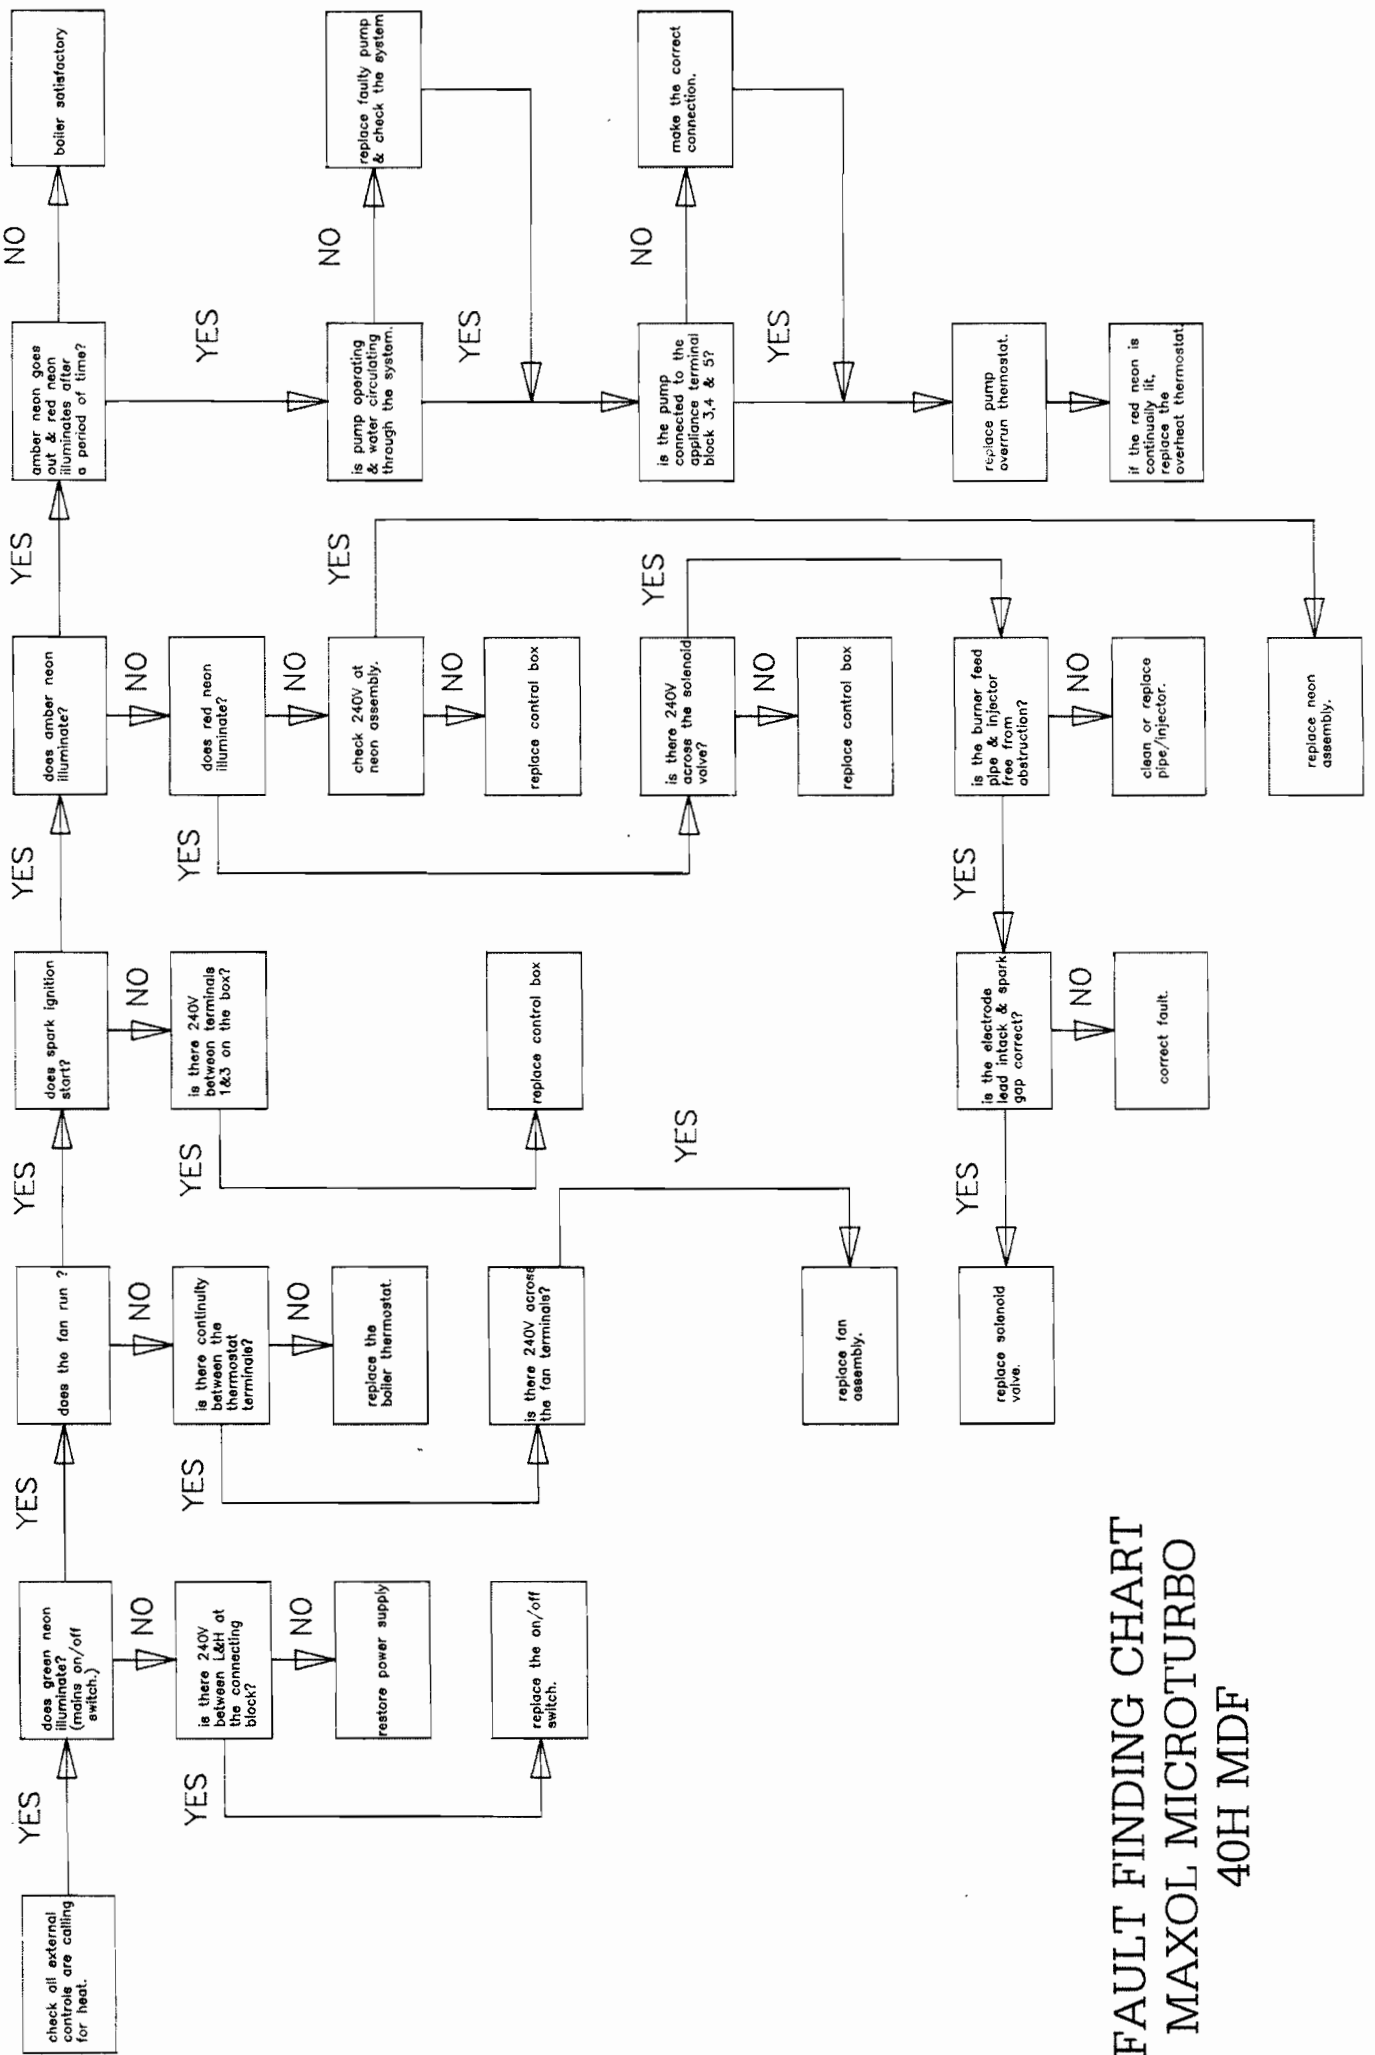 check all external
controls are calling
for heat.
YES
does green neon
illuminate?
(mains on/off
switch.)
NO
is there 240V
between L&H at
the connecting
block?
NO
restore power supply
YES
replace the on/off
switch.
YES
does the fan run ?
NO
is there continuity
between the
thermostat
terminals?
NO
replace the
boiler thermostat.
YES
is there 240V across
the fan terminals?
YES
replace fan
assembly.
YES
does spark ignition
start?
NO
is there 240V
between terminals
1&3 on the box?
YES
replace control box
YES
does amber neon
illuminate?
NO
does red neon
illuminate?
NO
check 240V at
neon assembly.
NO
replace control box
YES
replace neon
assembly.
YES
is there 240V
across the solenoid
valve?
NO
replace control box
YES
is the burner feed
pipe & injector
free from
obstruction?
NO
clean or replace
pipe/injector.
YES
is the electrode
lead intack & spark
gap correct?
NO
correct fault.
YES
replace solenoid
valve.
YES
amber neon goes
out & red neon
illuminates after
a period of time?
NO
boiler satisfactory
YES
is pump operating
& water circulating
through the system.
NO
replace faulty pump
& check the system
YES
is the pump
connected to the
appliance terminal
block 3,4 & 5?
NO
make the correct
connection.
YES
replace pump
overrun themostat.
if the red neon is
continually lit,
replace the
overheat thermostat.
FAULT FINDING CHART
MAXOL MICROTURBO
40H MDF